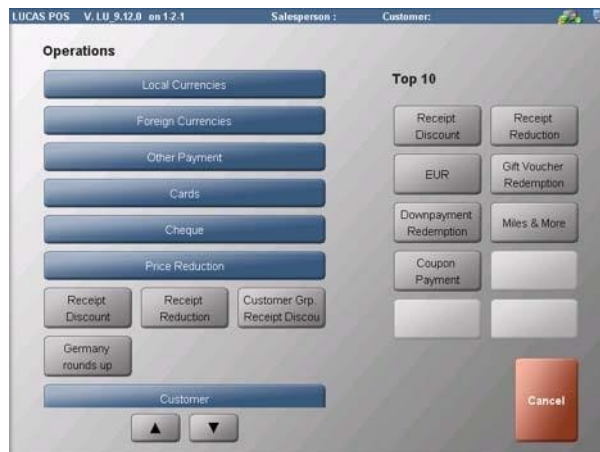 LUCAS POS V. LU_9.12.0 on 1-2-1 Salesperson : Customer:
Operations
Local Currencies
Foreign Currencies
Other Payment
Cards
Cheque
Price Reduction
Receipt
Discount
Receipt
Reduction
Customer Grp.
Receipt Discou
Germany
rounds up
Customer
Top 10
Receipt
Discount
Receipt
Reduction
EUR
Gift Voucher
Redemption
Downpayment
Redemption
Miles & More
Coupon
Payment
Cancel